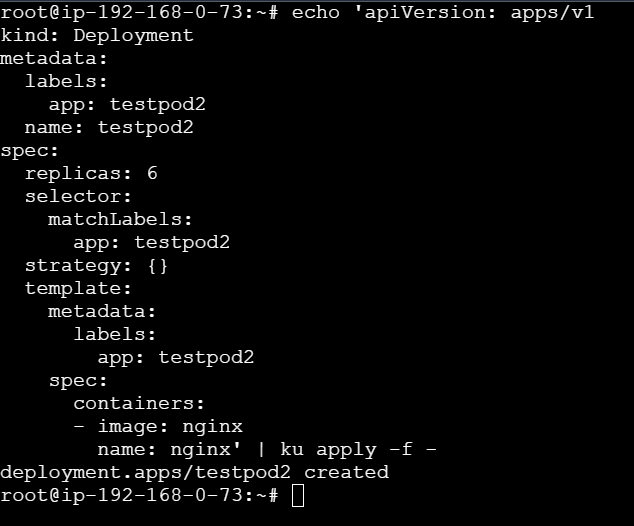 root@ip-192-168-0-73:~# echo 'apiVersion: apps/v1
kind: Deployment
metadata:
  labels:
    app: testpod2
  name: testpod2
spec:
  replicas: 6
  selector:
    matchLabels:
      app: testpod2
  strategy: {}
  template:
    metadata:
      labels:
        app: testpod2
    spec:
      containers:
      - image: nginx
        name: nginx' | ku apply -f -
deployment.apps/testpod2 created
root@ip-192-168-0-73:~#